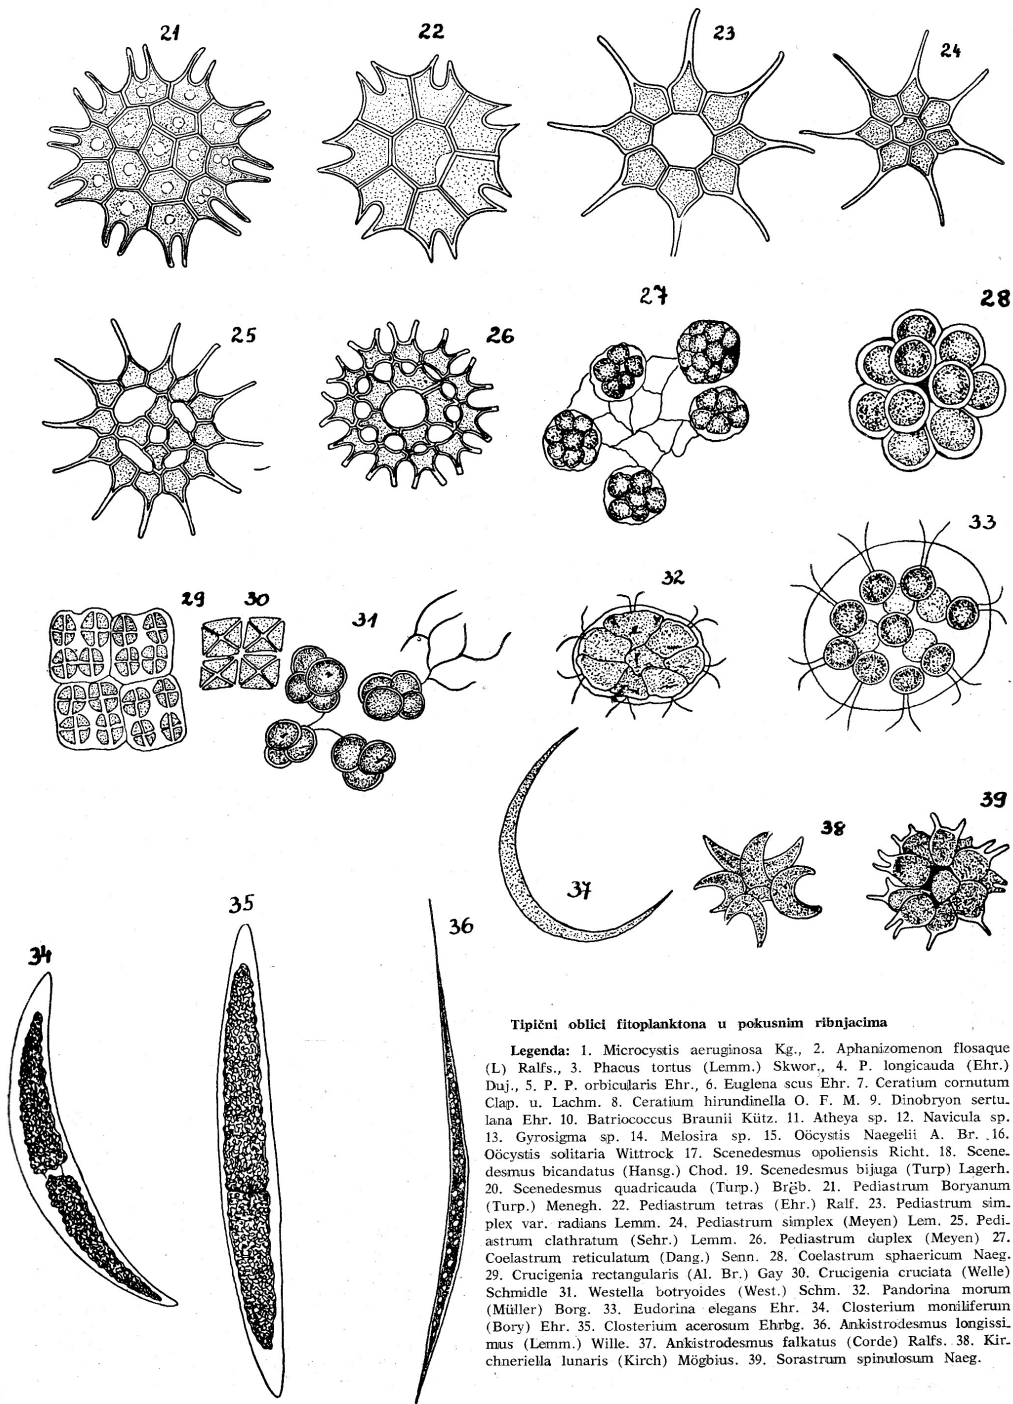 21
22
23
24
25
26
27
28
29
30
31
32
33
34
35
36
37
38
39
Tipični oblici fitoplanktona u pokusnim ribnjacima
Legenda: 1. Microcystis aeruginosa Kg., 2. Aphanizomenon flosaque
(L) Ralfs., 3. Phacus tortus (Lemm.) Skwor., 4. P. longicauda (Ehr.)
Duj., 5. P. P. orbicularis Ehr., 6. Euglena scus Ehr. 7. Ceratium cornutum
Clap. u. Lachm. 8. Ceratium hirundinella O. F. M. 9. Dinobryon sertu-
lana Ehr. 10. Batriococcus Braunii Kütz. 11. Atheya sp. 12. Navicula sp.
13. Gyrosigma sp. 14. Melosira sp. 15. Oöcystis Naegelii A. Br. 16.
Oöcystis solitaria Wittrock 17. Scenedesmus opoliensis Richt. 18. Scene-
desmus bicandatus (Hansg.) Chod. 19. Scenedesmus bijuga (Turp) Lagerh.
20. Scenedesmus quadricauda (Turp.) Brëb. 21. Pediastrum Boryanum
(Turp.) Menegh. 22. Pediastrum tetras (Ehr.) Ralf. 23. Pediastrum sim-
plex var. radians Lemm. 24. Pediastrum simplex (Meyen) Lem. 25. Pedi-
astrum clathratum (Sehr.) Lemm. 26. Pediastrum duplex (Meyen) 27.
Coelastrum reticulatum (Dang.) Senn. 28. Coelastrum sphaericum Naeg.
29. Crucigenia rectangularis (Al. Br.) Gay 30. Crucigenia cruciata (Welle)
Schmidle 31. Westella botryoides (West.) Schm. 32. Pandorina morum
(Müller) Borg. 33. Eudorina elegans Ehr. 34. Closterium moniliferum
(Bory) Ehr. 35. Closterium acerosum Ehrbg. 36. Ankistrodesmus longissi-
mus (Lemm.) Wille. 37. Ankistrodesmus falkatus (Corde) Ralfs. 38. Kir-
chneriella lunaris (Kirch) Mögbius. 39. Sorastrum spinulosum Naeg.